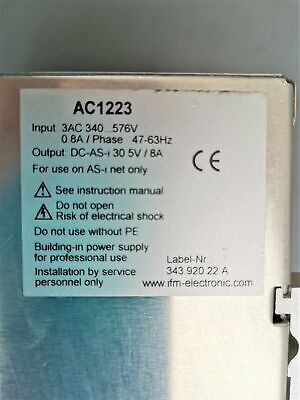 AC1223
Input 3AC 340...576V
0.8A / Phase 47-63Hz
Output DC-AS-i 30.5V / 8A
For use on AS-i net only
CE
See instruction manual
Do not open
Risk of electrical shock
Do not use without PE
Building-in power supply
for professional use
Label-Nr.
Installation by service
343 920 22 A
personnel only
www.ifm-electronic.com